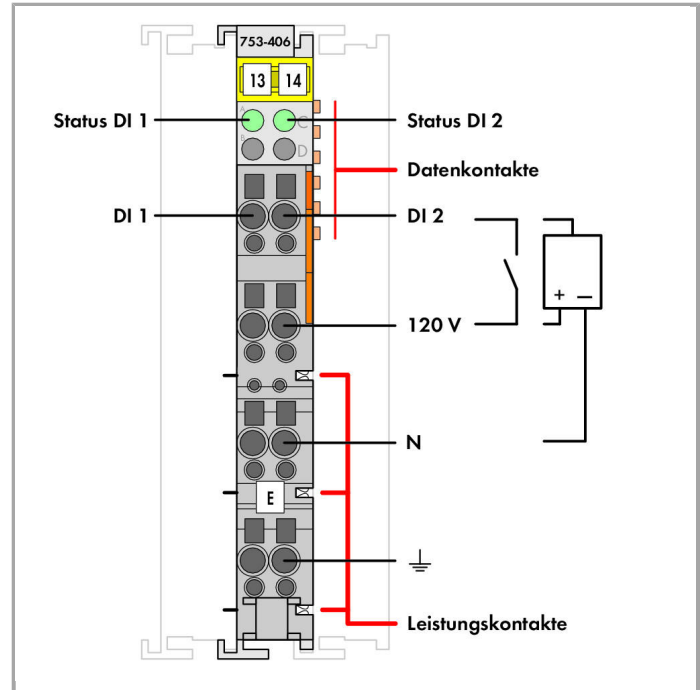 753-406
13 14
A C
B D
Status DI 1
Status DI 2
Datenkontakte
DI 1
DI 2
+ −
120 V
N
E
Leistungskontakte